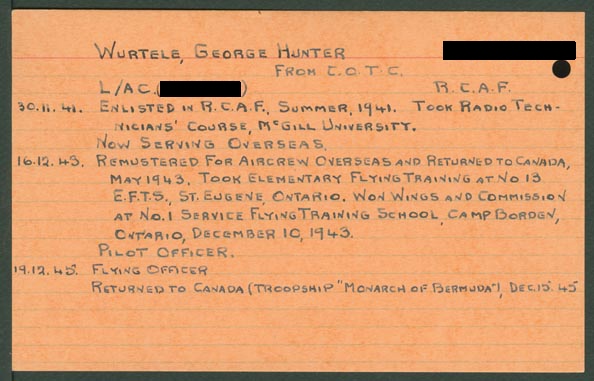 WURTELE, GEORGE HUNTER
FROM C.O.T.C.
L/AC. ( ) R.C.A.F.
30.11.41. ENLISTED IN R.C.A.F., SUMMER, 1941. TOOK RADIO TECH-
NICIANS' COURSE, MCGILL UNIVERSITY.
NOW SERVING OVERSEAS.
16.12.43. REMUSTERED FOR AIRCREW OVERSEAS AND RETURNED TO CANADA,
MAY 1943. TOOK ELEMENTARY FLYING TRAINING AT NO 13
E.F.T.S., ST. EUGENE, ONTARIO. WON WINGS AND COMMISSION
AT NO. 1 SERVICE FLYING TRAINING SCHOOL, CAMP BORDEN,
ONTARIO, DECEMBER 10, 1943.
PILOT OFFICER.
19.12.45. FLYING OFFICER
RETURNED TO CANADA (TROOPSHIP "MONARCH OF BERMUDA"), DEC. 15. 45